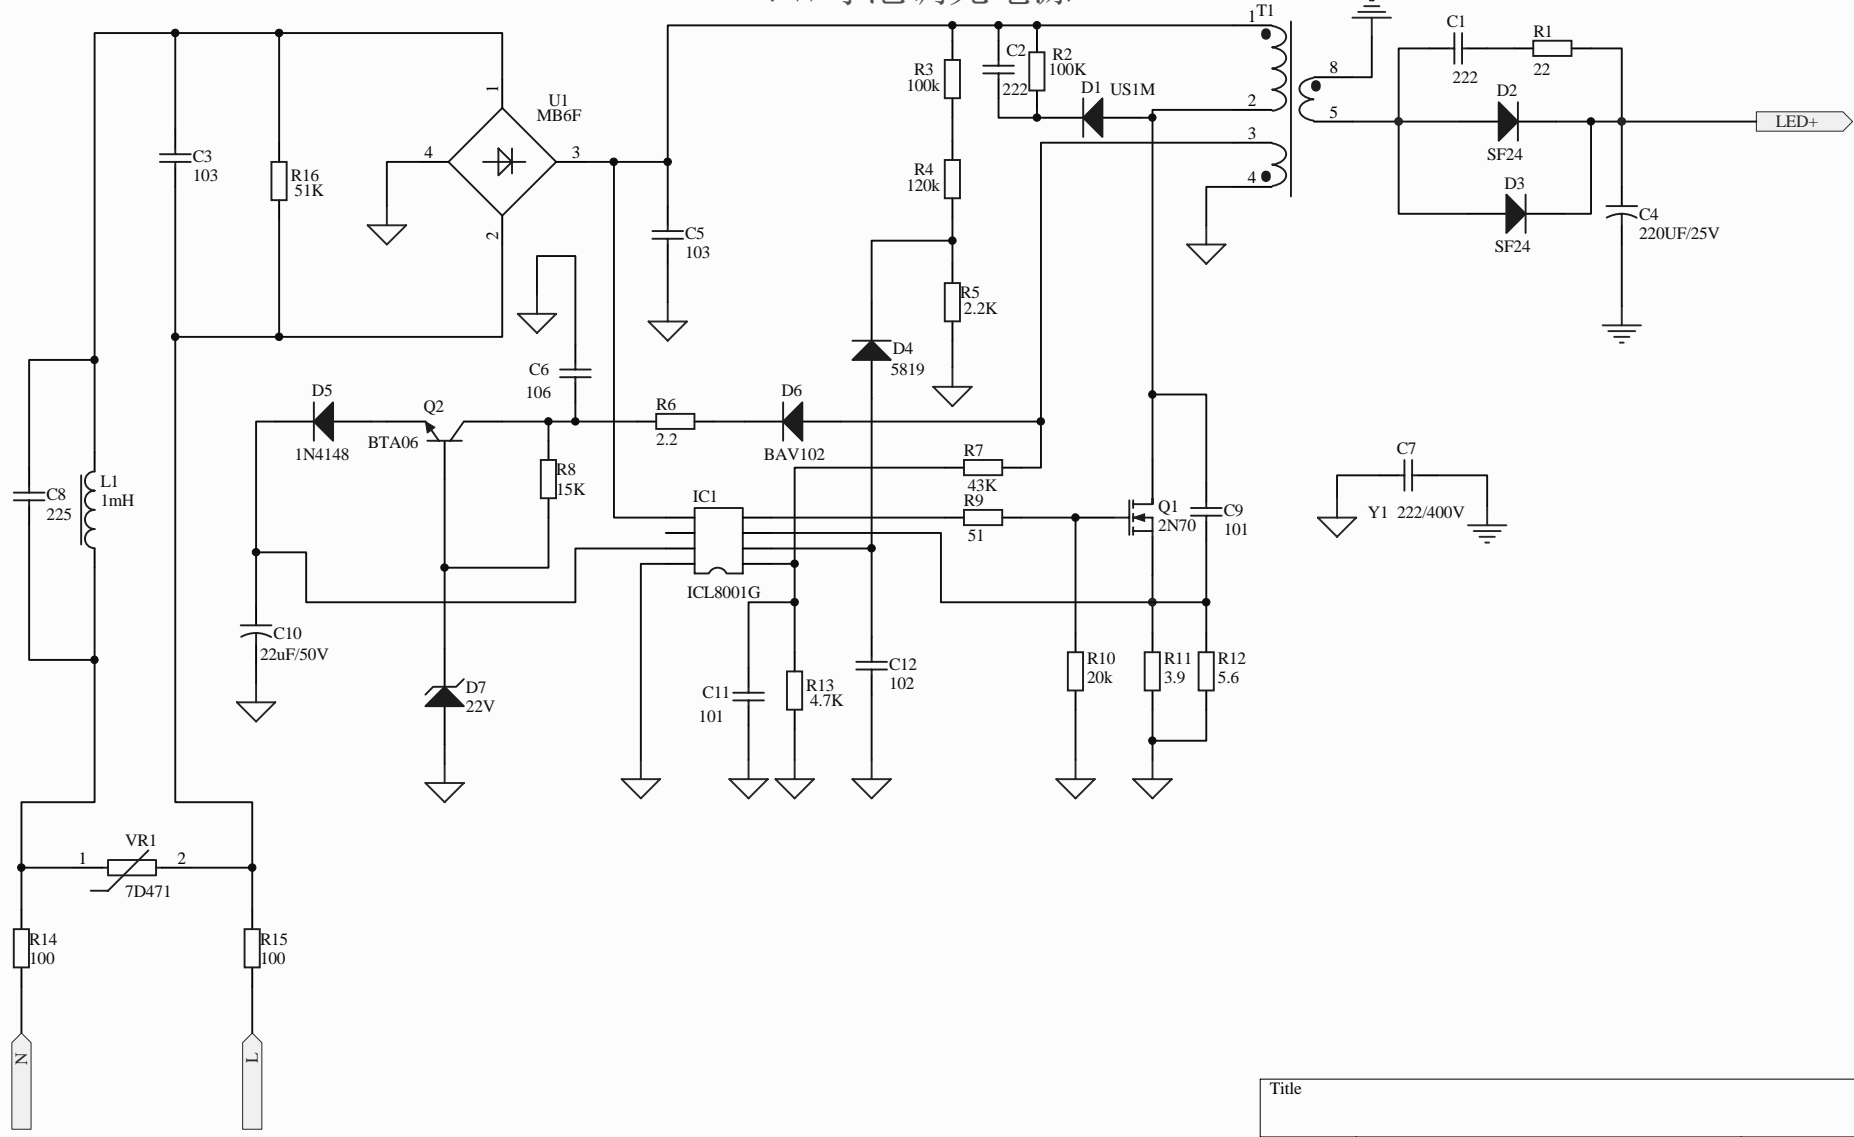 1
T1
C1
222
R1
22
8
5
D2
SF24
D3
SF24
LED+
C4
220UF/25V
C2
222
R2
100K
D1
US1M
2
3
4
R3
100k
R4
120k
R5
2.2K
U1
MB6F
1
4
3
2
C3
103
R16
51K
C5
103
C6
106
D4
5819
D5
1N4148
Q2
BTA06
R6
2.2
D6
BAV102
R7
43K
R8
15K
C8
225
L1
1mH
IC1
ICL8001G
R9
51
Q1
2N70
C9
101
C7
Y1 222/400V
C10
22uF/50V
D7
22V
C11
101
R13
4.7K
C12
102
R10
20k
R11
3.9
R12
5.6
VR1
1
2
7D471
R14
100
R15
100
N
L
Title